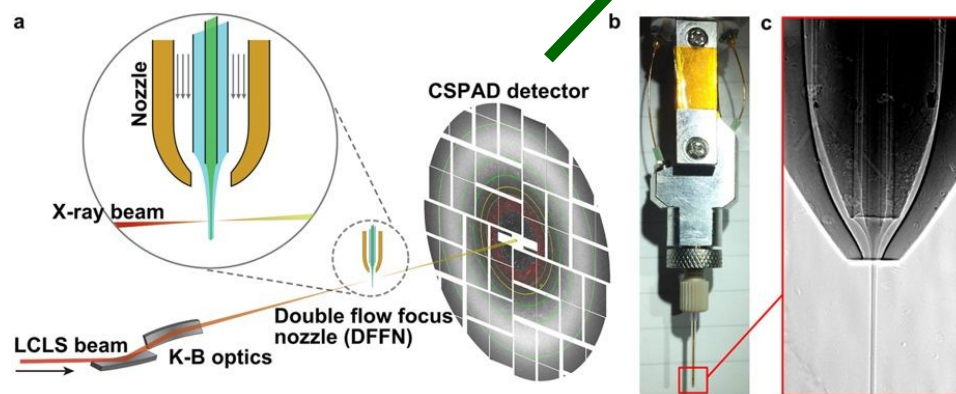 a
Nozzle
X-ray beam
LCLS beam
K-B optics
Double flow focus
nozzle (DFFN)
CSPAD detector
b
c